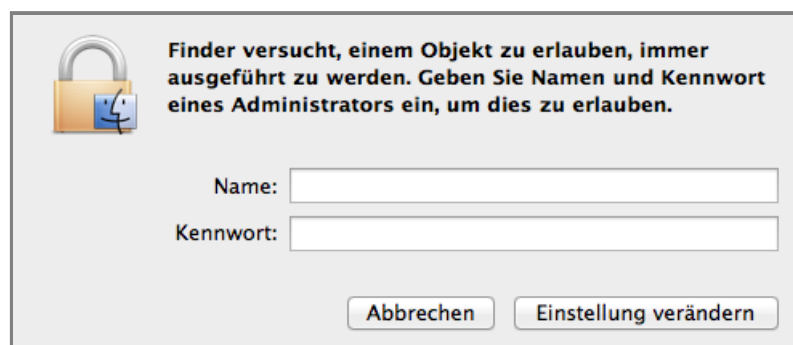 Finder versucht, einem Objekt zu erlauben, immer
ausgeführt zu werden. Geben Sie Namen und Kennwort
eines Administrators ein, um dies zu erlauben.
Name:
Kennwort:
Abbrechen Einstellung verändern